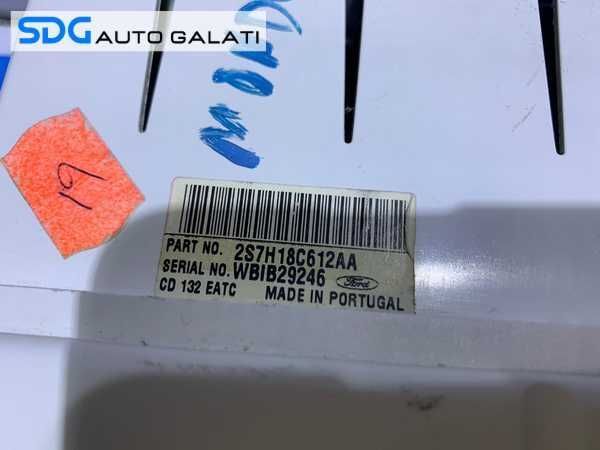 SDG AUTO GALATI
19
PART NO. 2S7H18C612AA
SERIAL NO. WBIB29246 Ford
CD 132 EATC MADE IN PORTUGAL